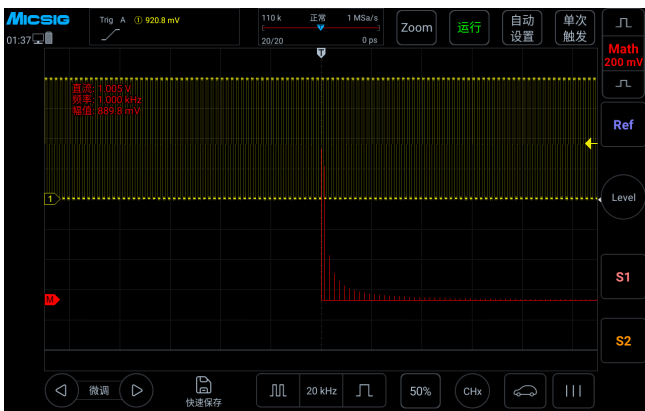 Micsig
Trig A ① 920.8 mV
110 k 正常 1 MSa/s
20/20 0 ps
Zoom
运行
自动
设置
单次
触发
01:37
Math
200 mV
T
直流: 1.005 V
频率: 1.000 kHz
幅值: 889.8 mV
Ref
1
Level
M
S1
S2
微调
快速保存
20 kHz
50%
CHx